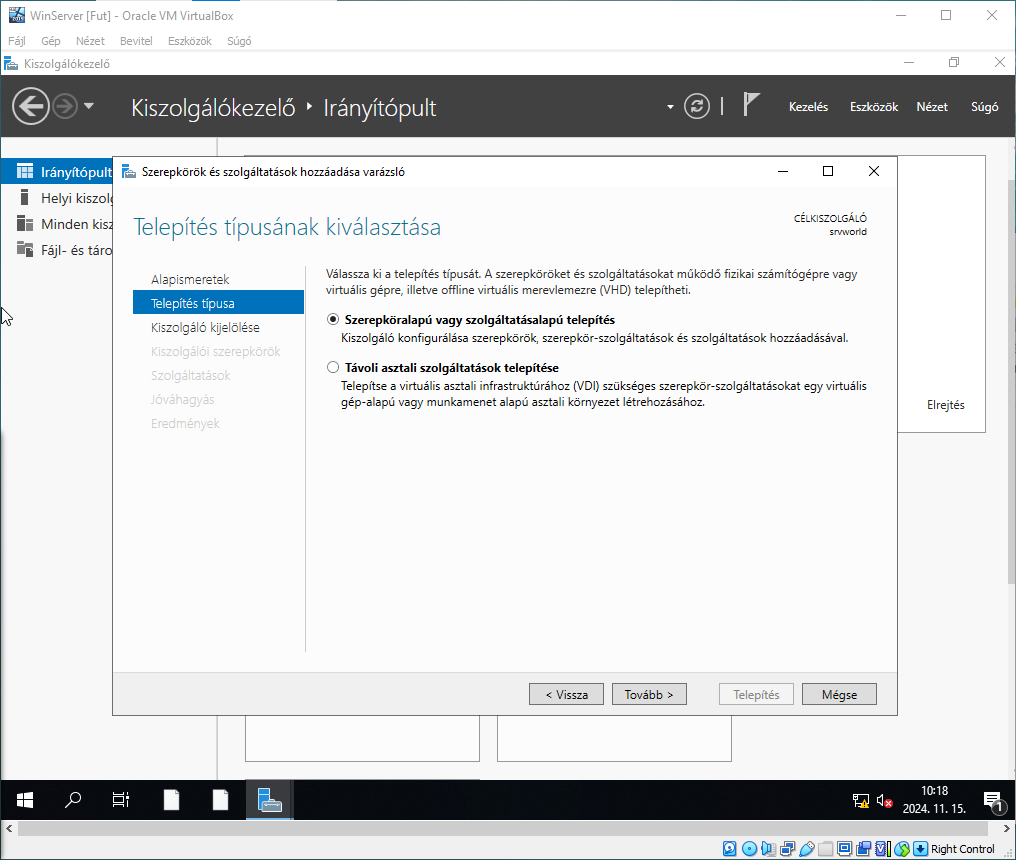 WinServer [Fut] - Oracle VM VirtualBox
Fájl Gép Nézet Bevitel Eszközök Súgó
Kiszolgálókezelő
Kiszolgálókezelő Irányítópult
Kezelés Eszközök Nézet Súgó
Irányítópult
Helyi kiszolg
Minden kisz
Fájl- és táro
Szerepkörök és szolgáltatások hozzáadása varázsló
Telepítés típusának kiválasztása
CÉLKISZOLGÁLÓ
srvworld
Alapismeretek
Telepítés típusa
Kiszolgáló kijelölése
Kiszolgálói szerepkörök
Szolgáltatások
Jóváhagyás
Eredmények
Válassza ki a telepítés típusát. A szerepköröket és szolgáltatásokat működő fizikai számítógépre vagy
virtuális gépre, illetve offline virtuális merevlemezre (VHD) telepítheti.
Szerepköralapú vagy szolgáltatásalapú telepítés
Kiszolgáló konfigurálása szerepkörök, szerepkör-szolgáltatások és szolgáltatások hozzáadásával.
Távoli asztali szolgáltatások telepítése
Telepítse a virtuális asztali infrastruktúrához (VDI) szükséges szerepkör-szolgáltatásokat egy virtuális
gép-alapú vagy munkamenet alapú asztali környezet létrehozásához.
Elrejtés
< Vissza Tovább > Telepítés Mégse
10:18
2024. 11. 15.
1
Right Control